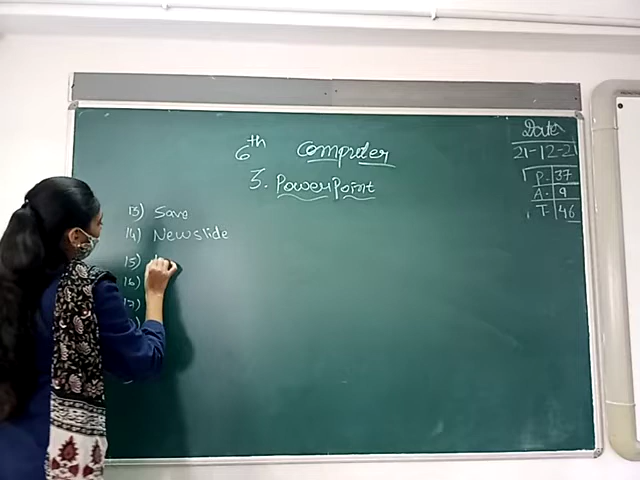 6th Computer
3. PowerPoint
Date
21-12-21
P. 37
A. 9
T. 46
13) Save
14) New slide
15)
16)
17)